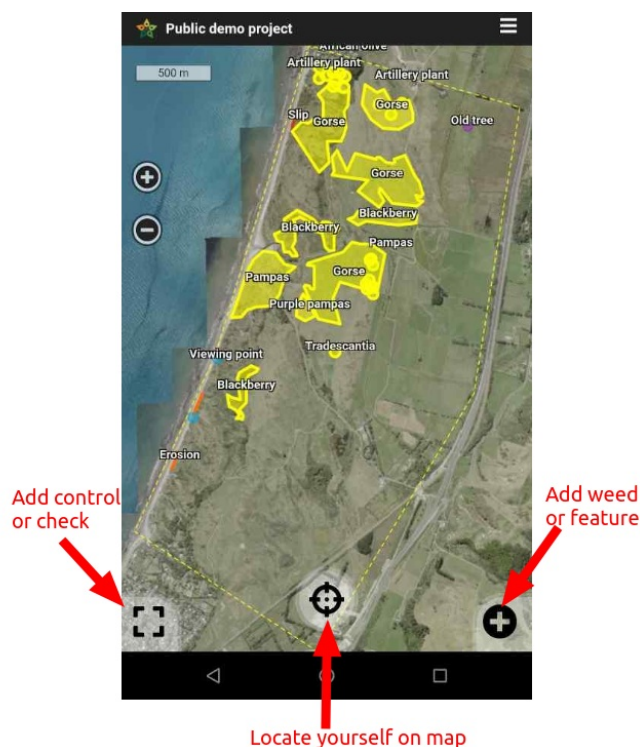 Public demo project
African olive
500 m
Artillery plant
Artillery plant
Gorse
Slip
Gorse
Old tree
Gorse
Blackberry
Blackberry
Pampas
Gorse
Pampas
Purple pampas
Tradescantia
Viewing point
Blackberry
Erosion
Add control
or check
Add weed
or feature
Locate yourself on map